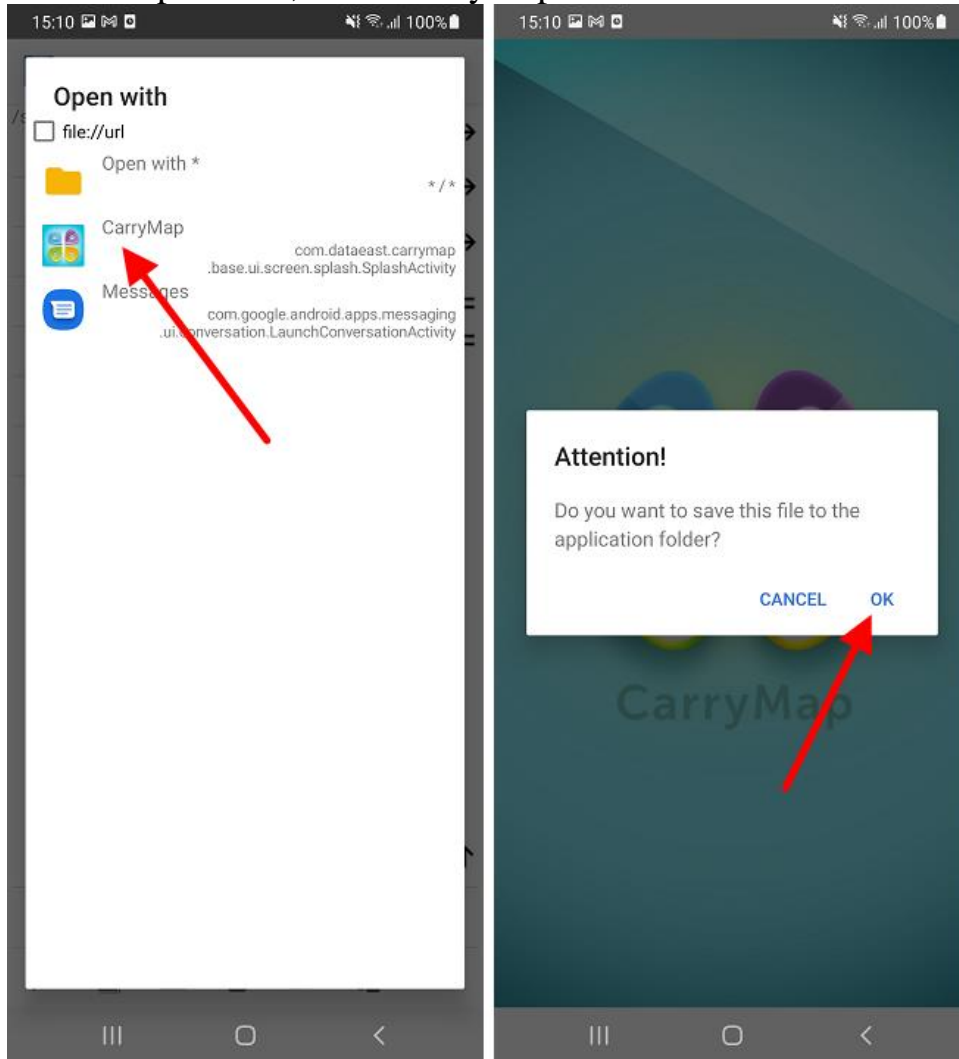 15:10 100%
Open with
file://url
Open with *
*/*
CarryMap
com.dataeast.carrymap
.base.ui.screen.splash.SplashActivity
Messages
com.google.android.apps.messaging
.ui.conversation.LaunchConversationActivity
15:10 100%
Attention!
Do you want to save this file to the
application folder?
CANCEL OK
CarryMap